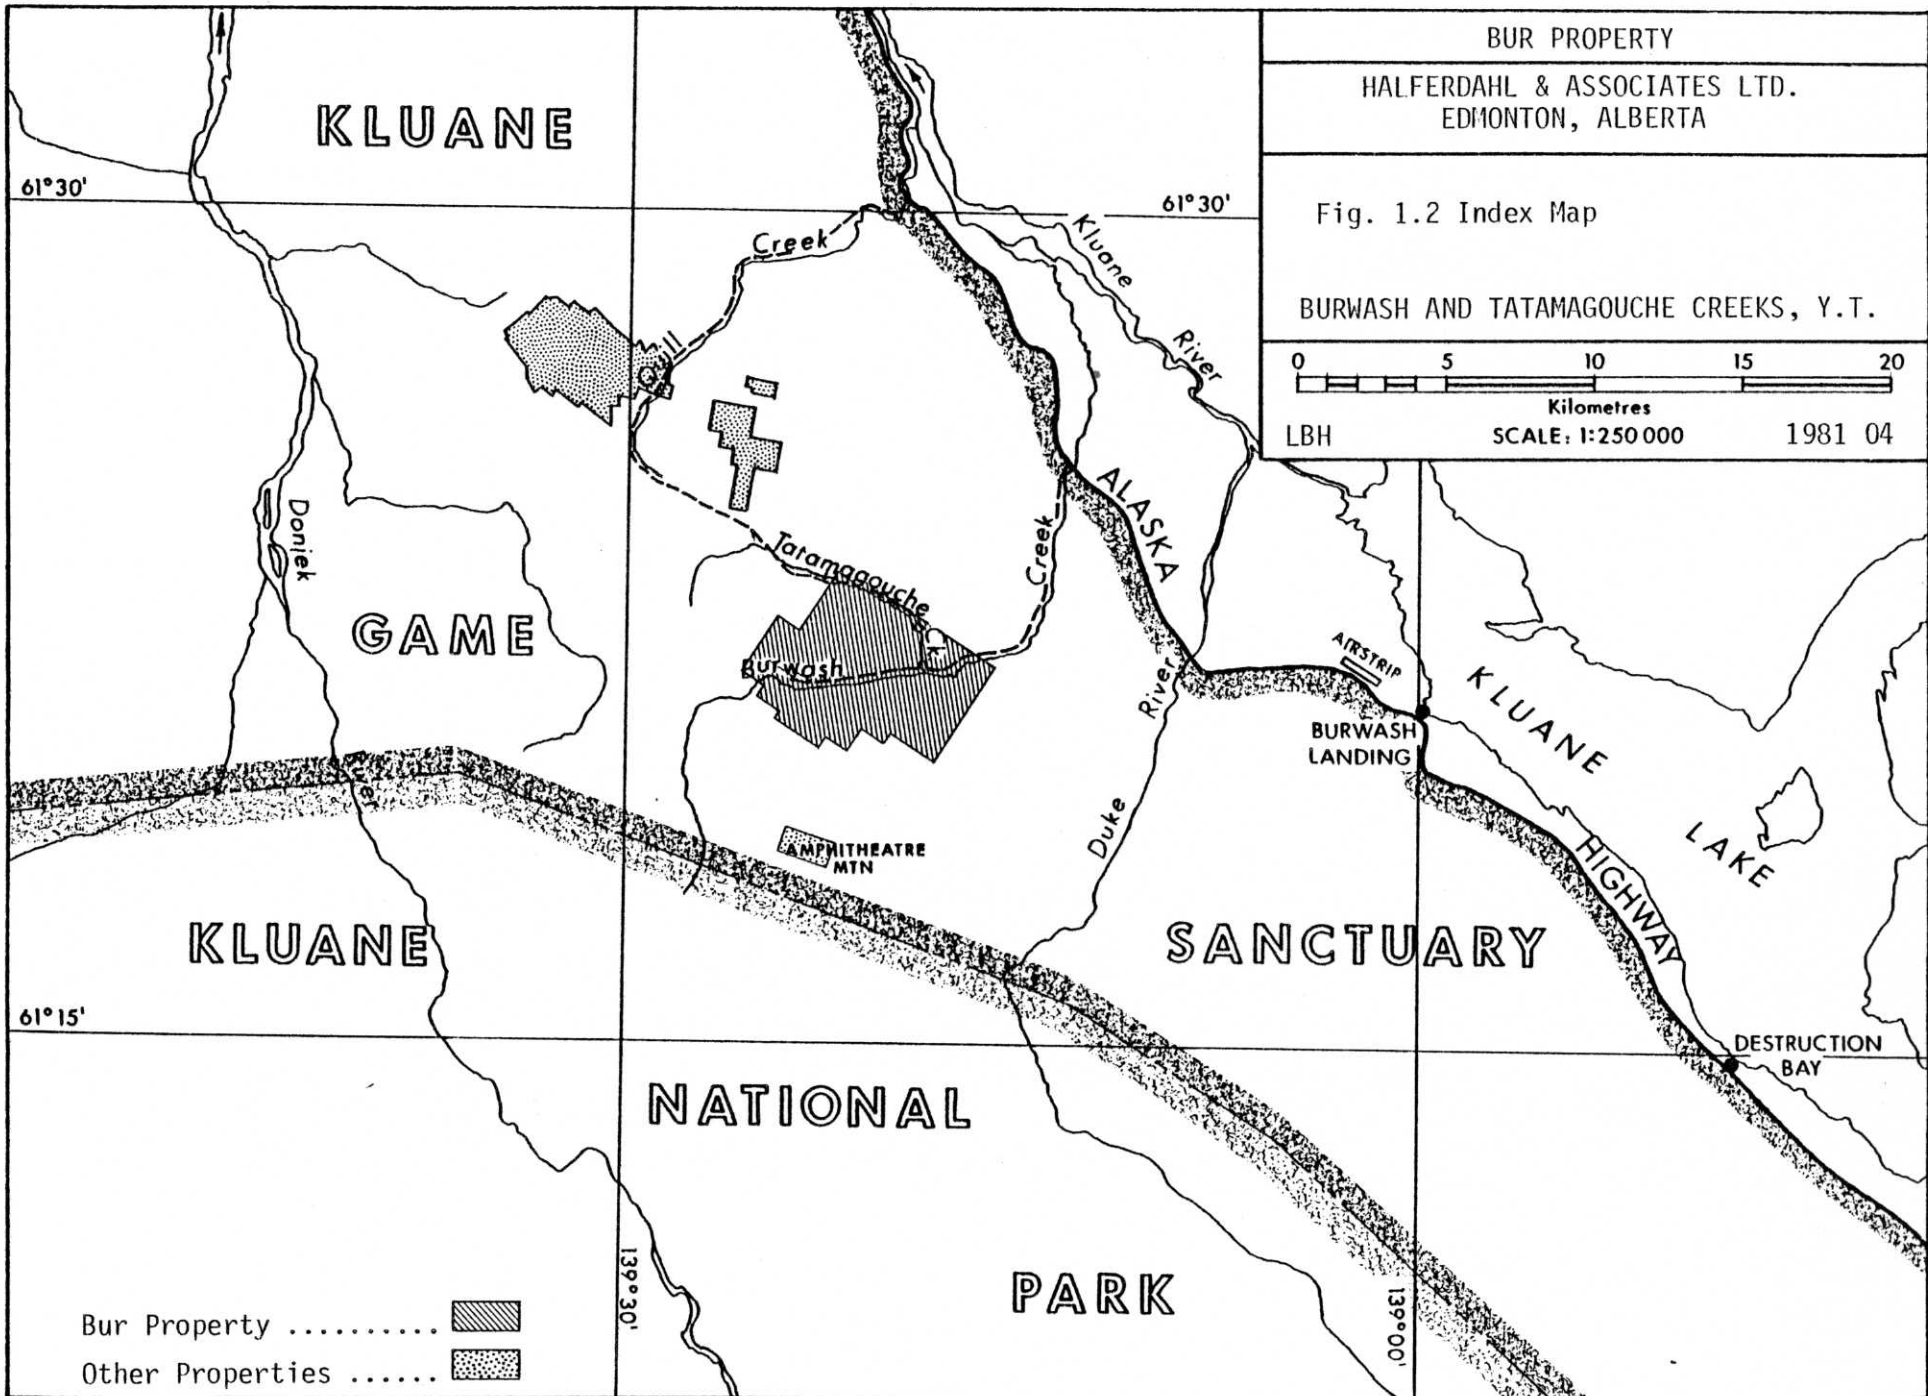 BUR PROPERTY
HALFERDAHL & ASSOCIATES LTD.
EDMONTON, ALBERTA
Fig. 1.2 Index Map
BURWASH AND TATAMAGOUCHE CREEKS, Y.T.
0 5 10 15 20
Kilometres
LBH SCALE: 1:250 000 1981 04
KLUANE
61°30'
61°30'
Creek
Kluane
River
Quill
Donjek
River
GAME
Tatamagouche
Ck
Creek
Burwash
ALASKA
River
Duke
AIRSTRIP
BURWASH
LANDING
KLUANE
LAKE
HIGHWAY
AMPHITHEATRE
MTN
KLUANE
SANCTUARY
61°15'
DESTRUCTION
BAY
NATIONAL
PARK
139°30'
139°00'
Bur Property ..........
Other Properties ......